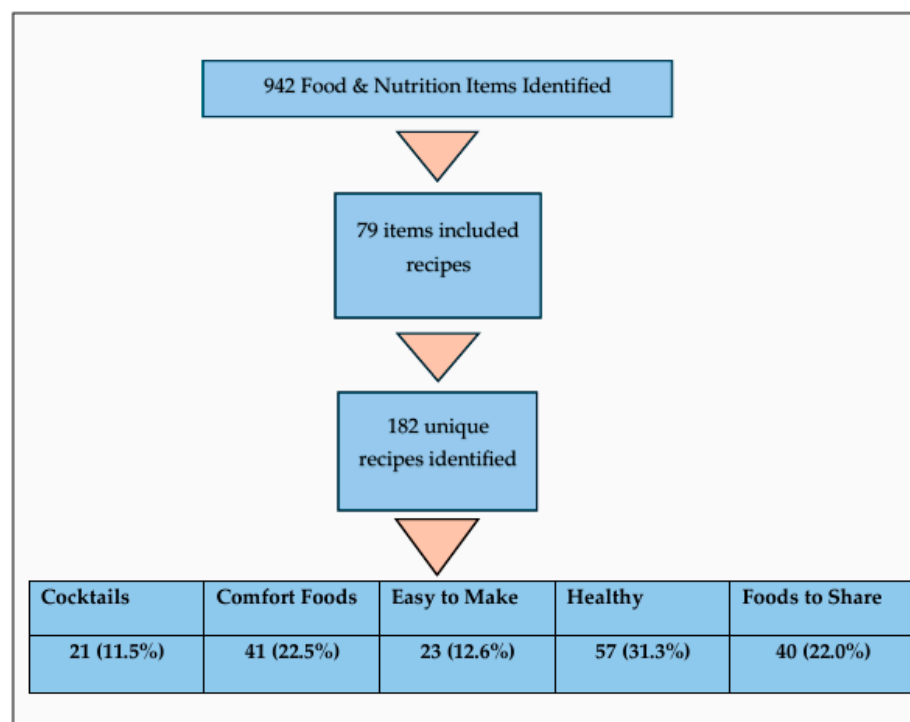 942 Food & Nutrition Items Identified
79 items included
recipes
182 unique
recipes identified
Cocktails Comfort Foods Easy to Make Healthy Foods to Share
21 (11.5%) 41 (22.5%) 23 (12.6%) 57 (31.3%) 40 (22.0%)